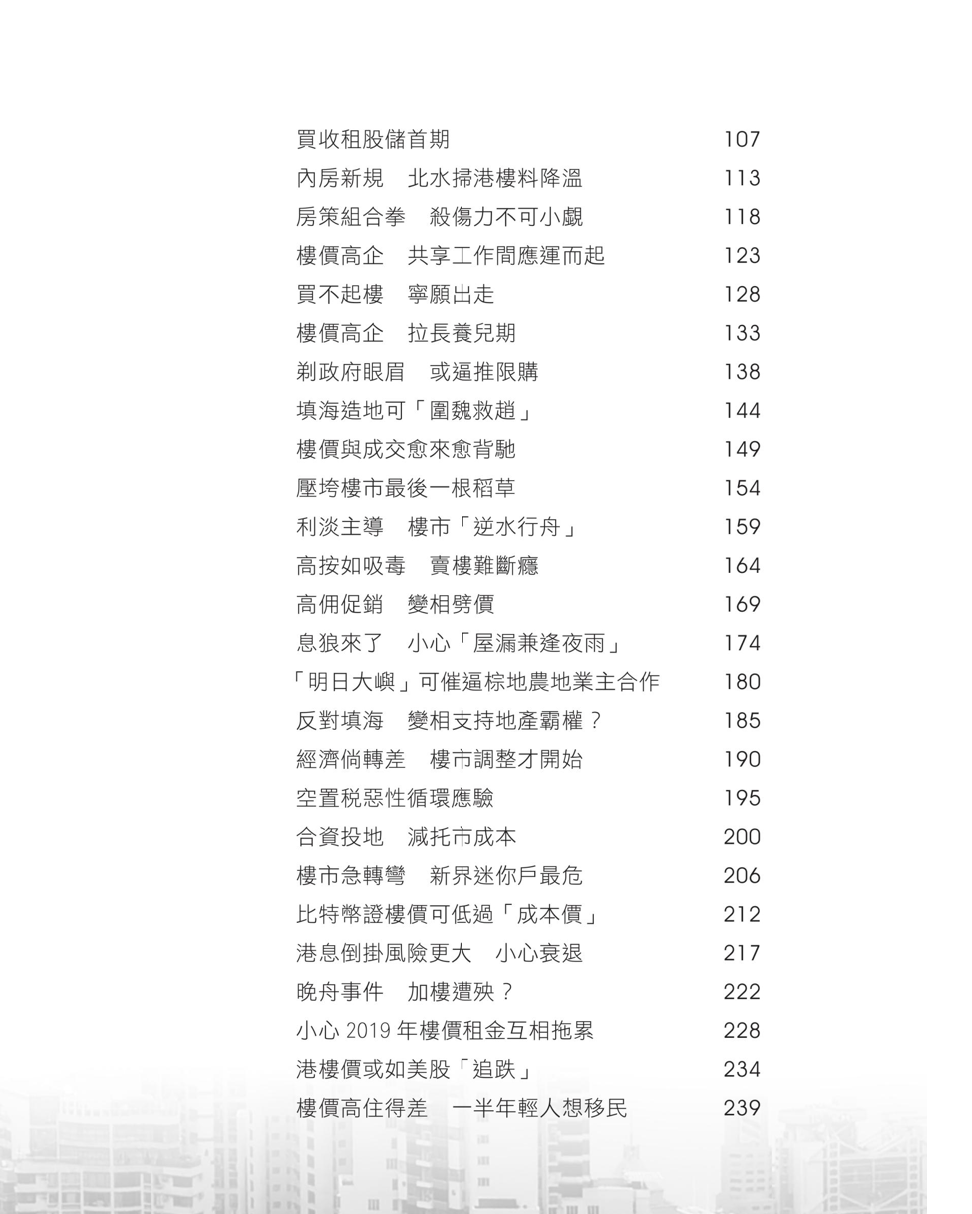 買收租股儲首期 107
內房新規　北水掃港樓料降溫 113
房策組合拳　殺傷力不可小覷 118
樓價高企　共享工作間應運而起 123
買不起樓　寧願出走 128
樓價高企　拉長養兒期 133
剃政府眼眉　或逼推限購 138
填海造地可「圍魏救趙」 144
樓價與成交愈來愈背馳 149
壓垮樓市最後一根稻草 154
利淡主導　樓市「逆水行舟」 159
高按如吸毒　賣樓難斷癮 164
高佣促銷　變相劈價 169
息狼來了　小心「屋漏兼逢夜雨」 174
「明日大嶼」可催逼棕地農地業主合作 180
反對填海　變相支持地產霸權？ 185
經濟倘轉差　樓市調整才開始 190
空置稅惡性循環應驗 195
合資投地　減托市成本 200
樓市急轉彎　新界迷你戶最危 206
比特幣證樓價可低過「成本價」 212
港息倒掛風險更大　小心衰退 217
晚舟事件　加樓遭殃？ 222
小心 2019 年樓價租金互相拖累 228
港樓價或如美股「追跌」 234
樓價高住得差　一半年輕人想移民 239